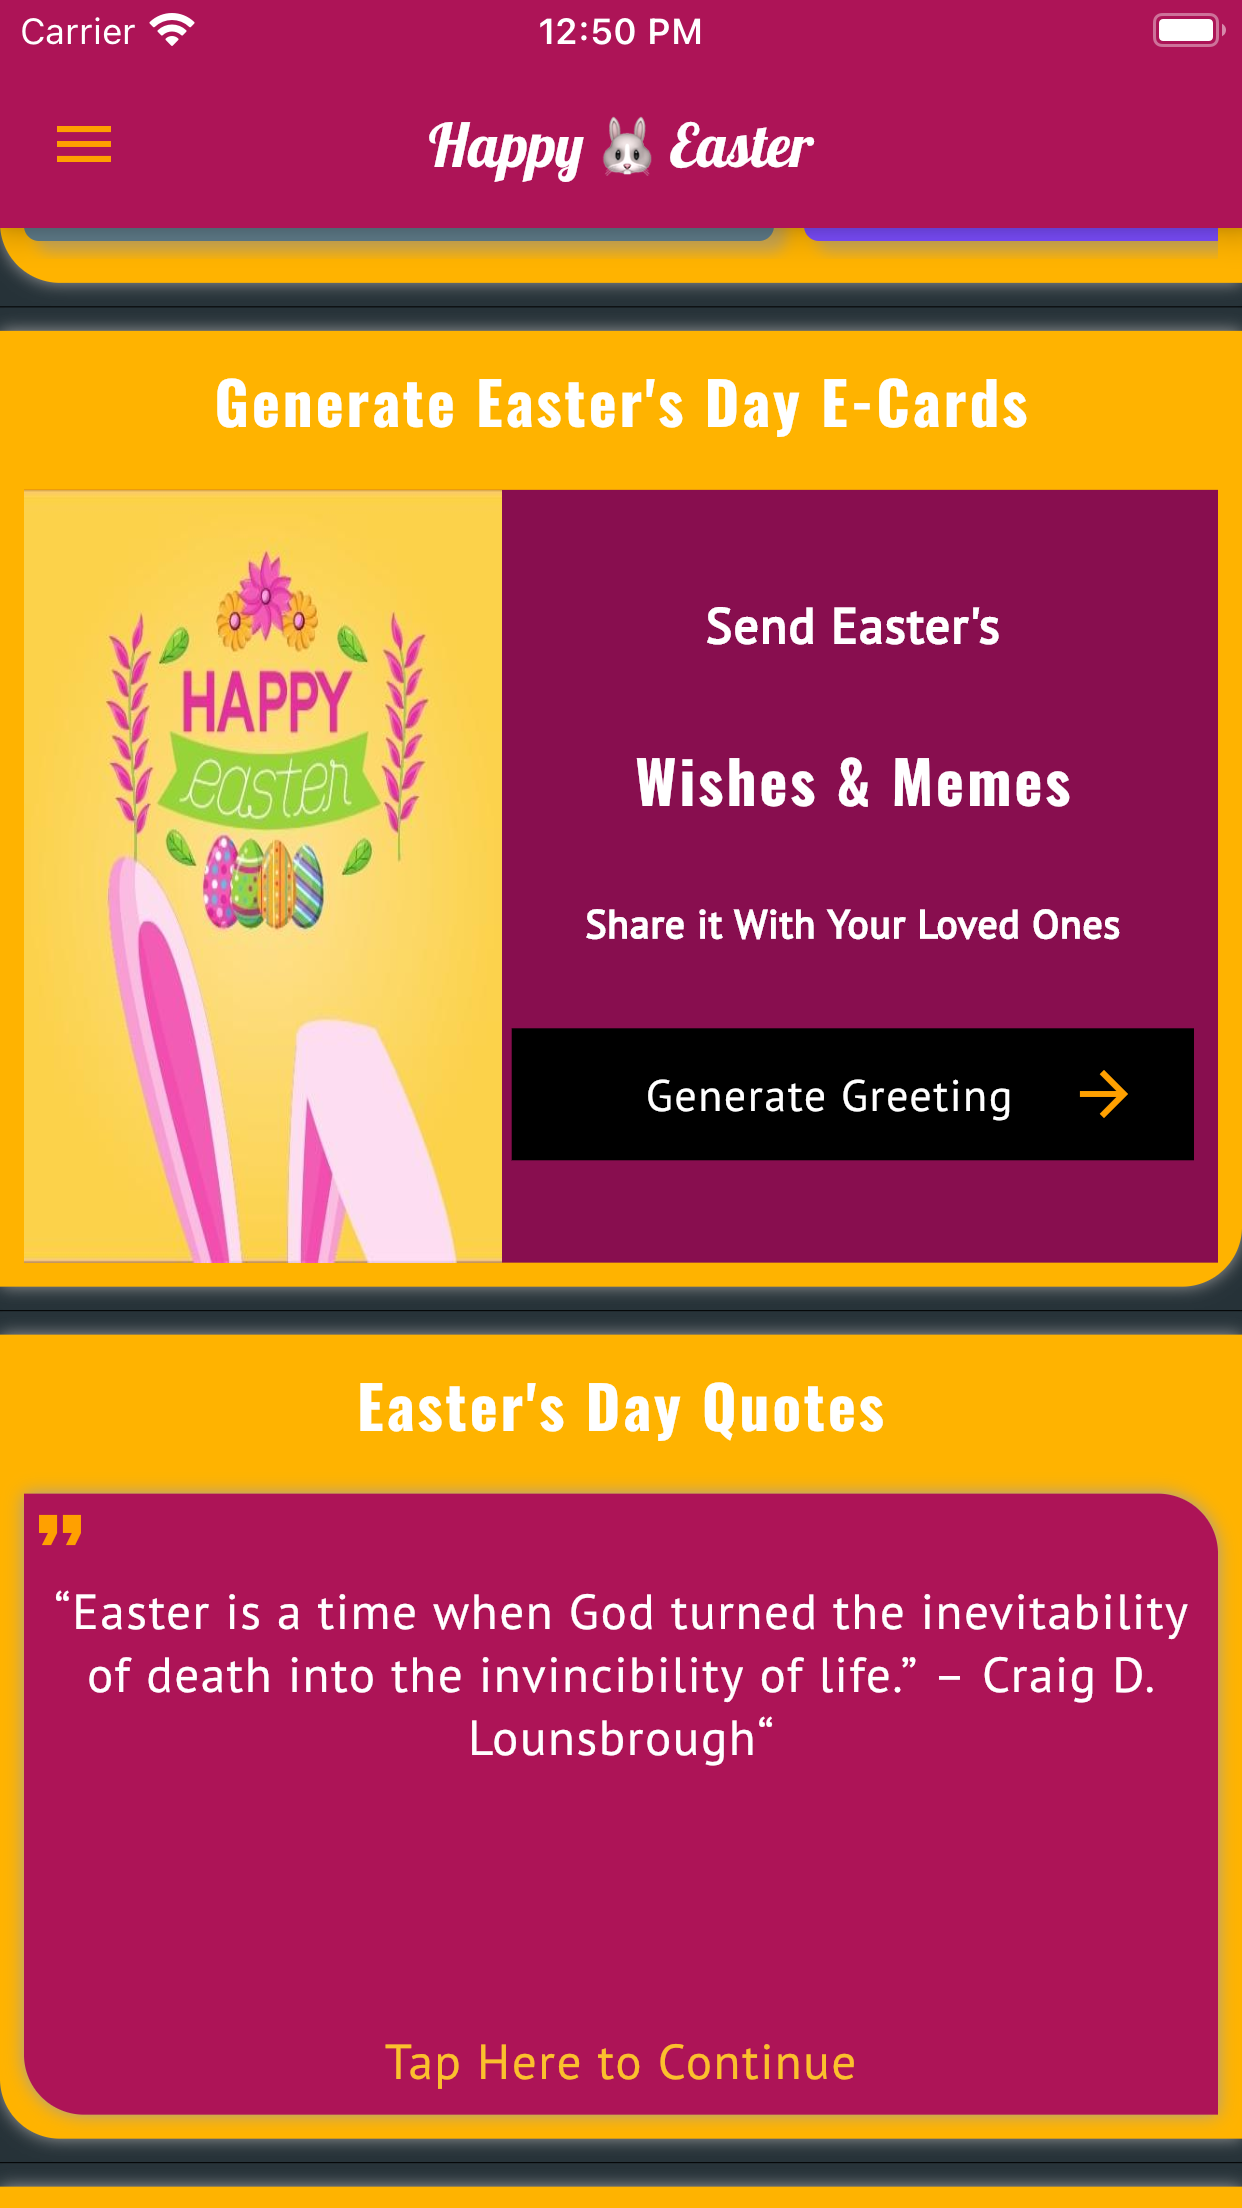 Carrier 12:50 PM
Happy 🐰 Easter
Generate Easter's Day E-Cards
HAPPY
easter
Send Easter's
Wishes & Memes
Share it With Your Loved Ones
Generate Greeting
Easter's Day Quotes
“Easter is a time when God turned the inevitability
of death into the invincibility of life.” – Craig D.
Lounsbrough“
Tap Here to Continue